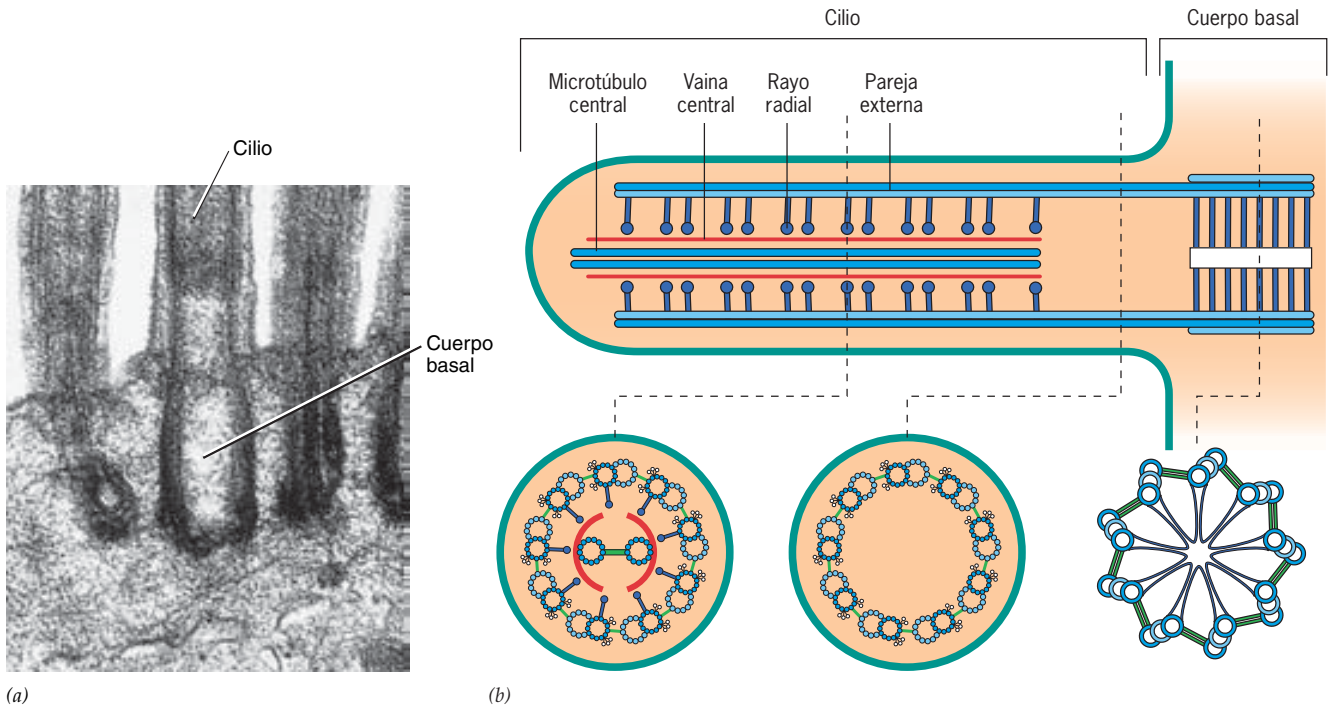 Cilio
Cuerpo
basal
(a)
Cilio
Cuerpo basal
Microtúbulo
central
Vaina
central
Rayo
radial
Pareja
externa
(b)